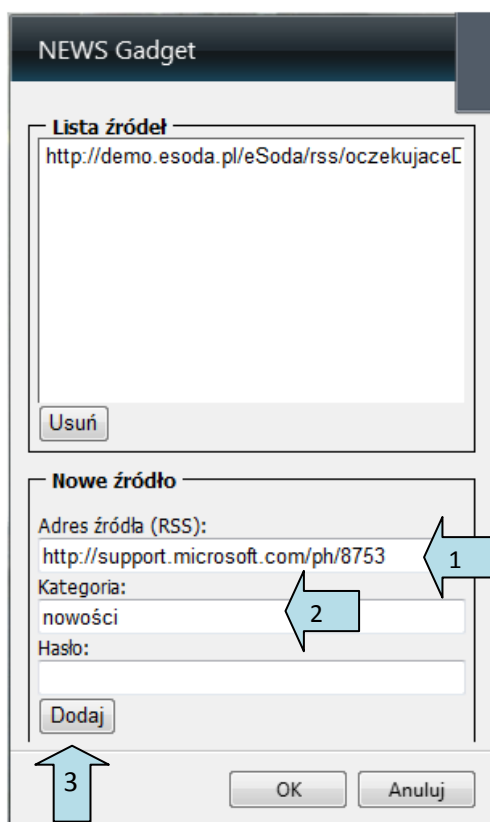 NEWS Gadget
Lista źródeł
http://demo.esoda.pl/eSoda/rss/oczekujace
Usuń
Nowe źródło
Adres źródła (RSS):
http://support.microsoft.com/ph/8753
1
Kategoria:
nowości
2
Hasło:
Dodaj
3
OK
Anuluj